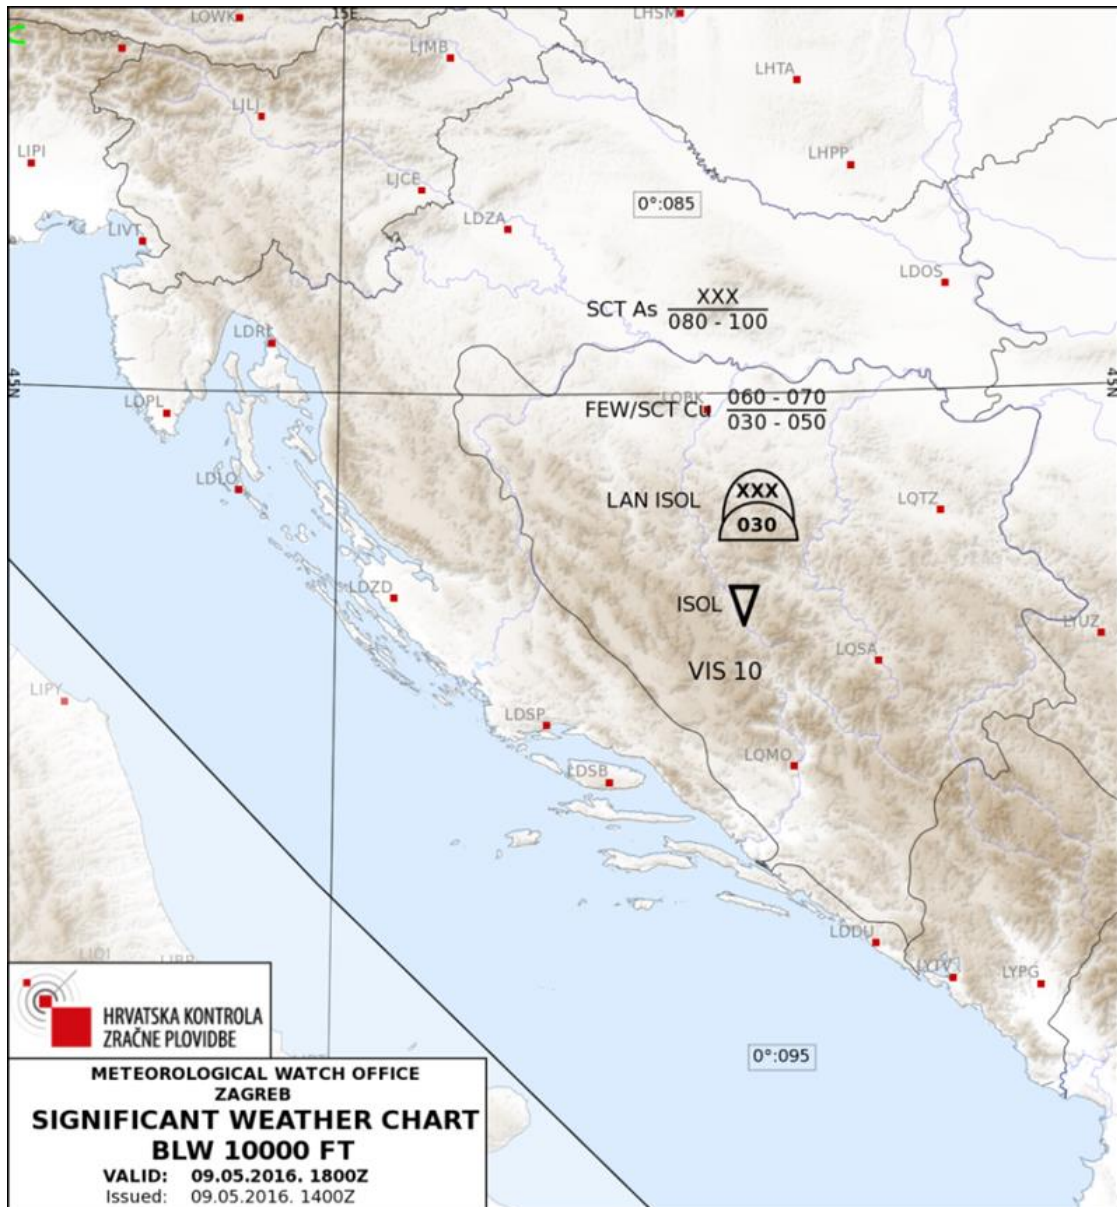 LOWK
15E
LHSM
LJMB
LHTA
LJLJ
LIPI
LHPP
LJCE
0°:085
LDZA
LIVT
LDOS
XXX
SCT As
080 - 100
LDRI
45N
45N
LDPL
060 - 070
FEW/SCT Cu
030 - 050
LDLO
XXX
LAN ISOL
030
LQTZ
LDZD
ISOL
LYUZ
LQSA
VIS 10
LIPY
LDSP
LQMO
LDSB
LDDU
LYTV
LYPG
HRVATSKA KONTROLA
ZRAČNE PLOVIDBE
0°:095
METEOROLOGICAL WATCH OFFICE
ZAGREB
SIGNIFICANT WEATHER CHART
BLW 10000 FT
VALID: 09.05.2016. 1800Z
Issued: 09.05.2016. 1400Z